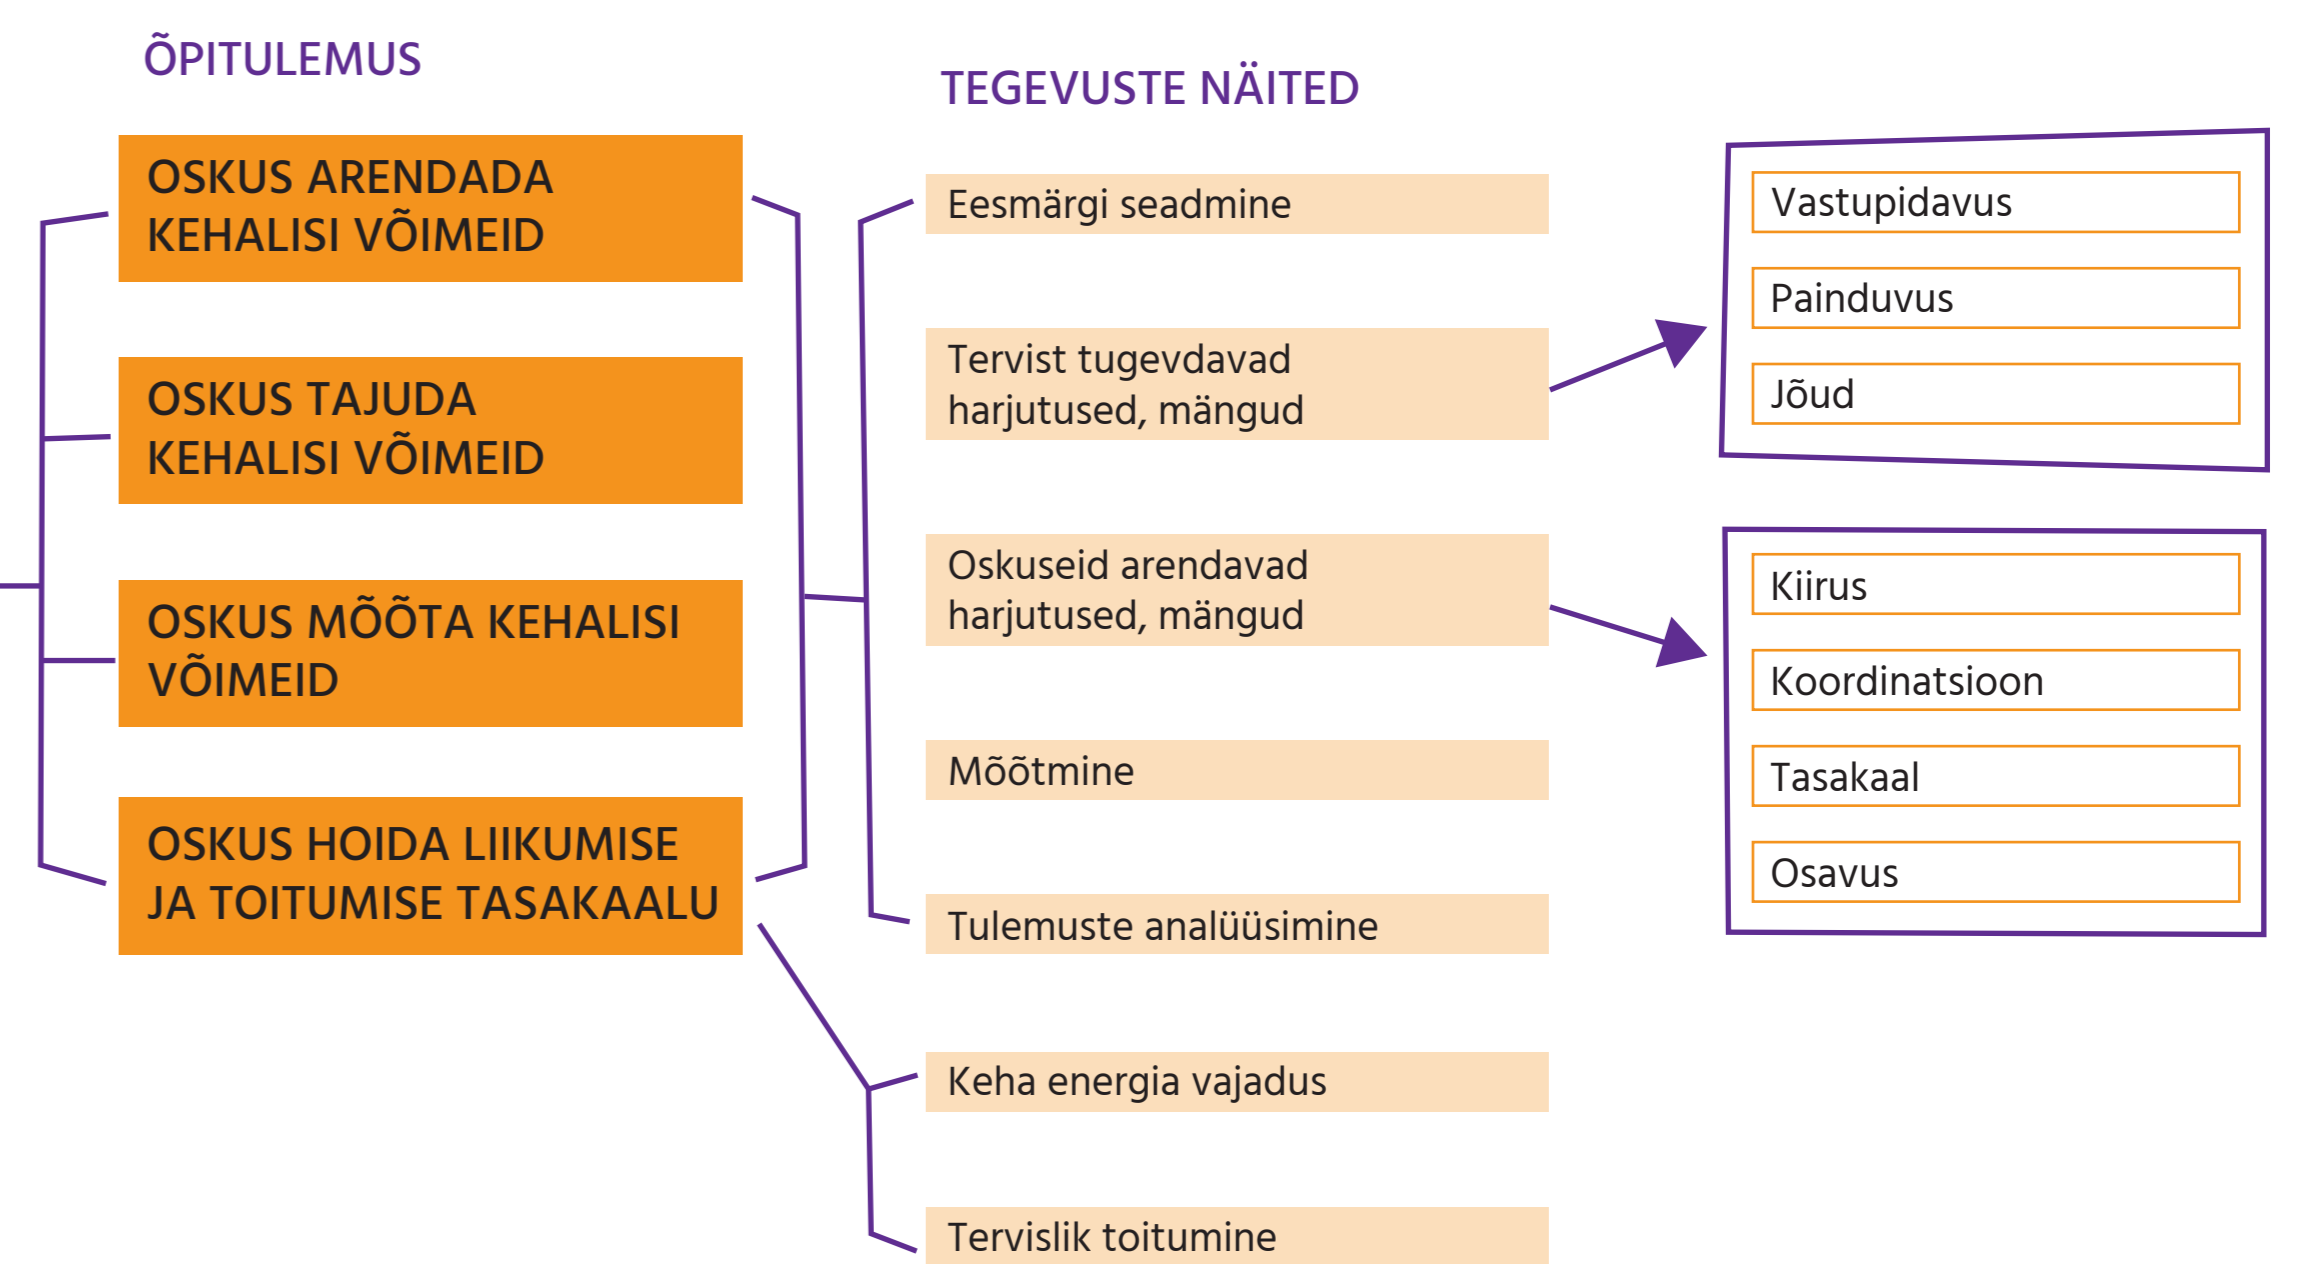 ÕPITULEMUS
OSKUS ARENDADA
KEHALISI VÕIMEID
OSKUS TAJUDA
KEHALISI VÕIMEID
OSKUS MÕÕTA KEHALISI
VÕIMEID
OSKUS HOIDA LIIKUMISE
JA TOITUMISE TASAKAALU
TEGEVUSTE NÄITED
Eesmärgi seadmine
Tervist tugevdavad
harjutused, mängud
Oskuseid arendavad
harjutused, mängud
Mõõtmine
Tulemuste analüüsimine
Keha energia vajadus
Tervislik toitumine
Vastupidavus
Painduvus
Jõud
Kiirus
Koordinatsioon
Tasakaal
Osavus